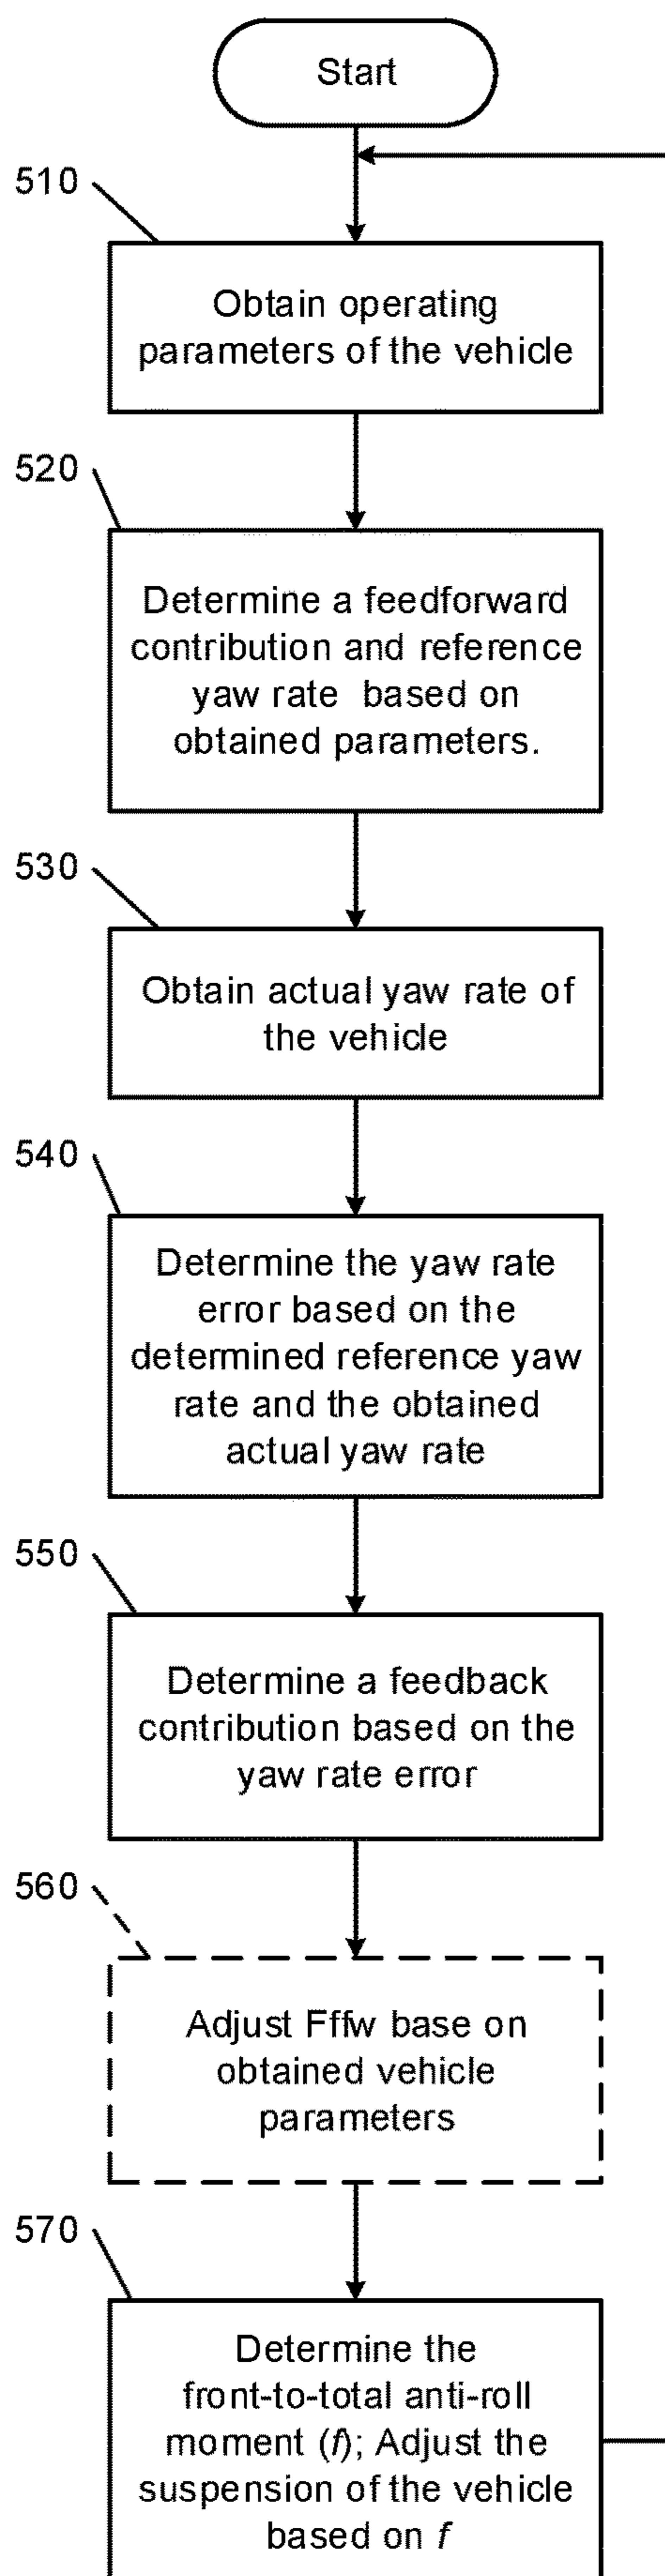 Start
510
Obtain operating
parameters of the vehicle
520
Determine a feedforward
contribution and reference
yaw rate based on
obtained parameters.
530
Obtain actual yaw rate of
the vehicle
540
Determine the yaw rate
error based on the
determined reference yaw
rate and the obtained
actual yaw rate
550
Determine a feedback
contribution based on the
yaw rate error
560
Adjust Fffw base on
obtained vehicle
parameters
570
Determine the
front-to-total anti-roll
moment (f); Adjust the
suspension of the vehicle
based on f